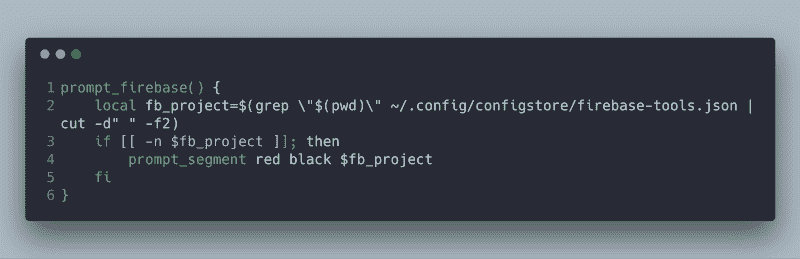 1 prompt_firebase() {
2     local fb_project=$(grep \"$(pwd)\" ~/.config/configstore/firebase-tools.json |
cut -d" " -f2)
3     if [[ -n $fb_project ]]; then
4         prompt_segment red black $fb_project
5     fi
6 }